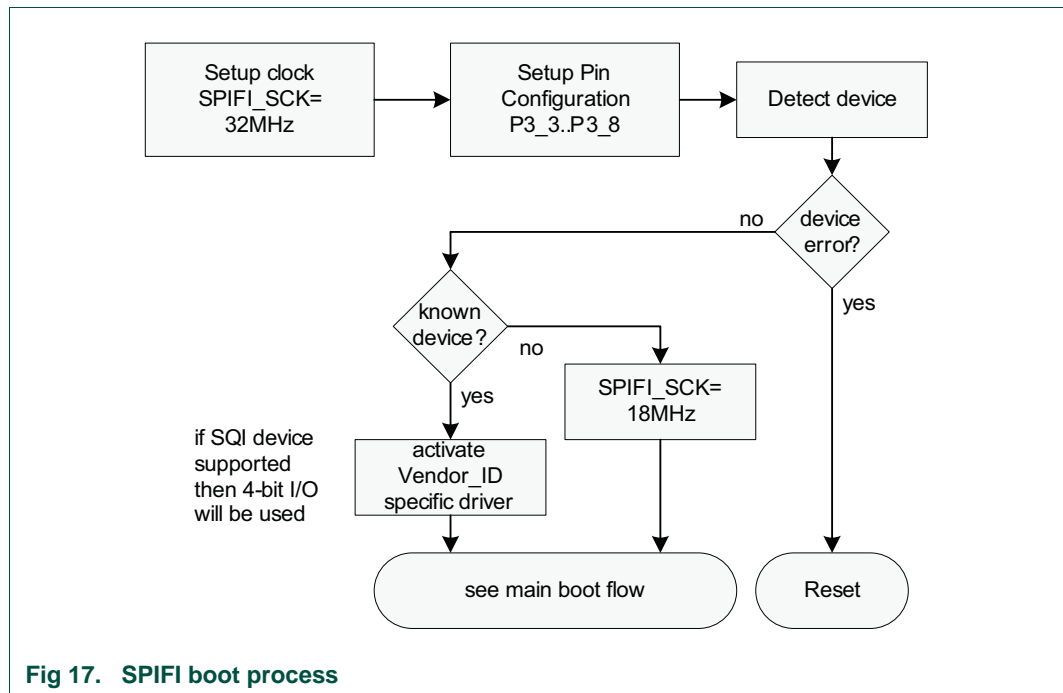 Setup clock
SPIFI_SCK=
32MHz
Setup Pin
Configuration
P3_3..P3_8
Detect device
device
error?
no
yes
known
device?
no
yes
SPIFI_SCK=
18MHz
if SQI device
supported
then 4-bit I/O
will be used
activate
Vendor_ID
specific driver
see main boot flow
Reset
Fig 17. SPIFI boot process